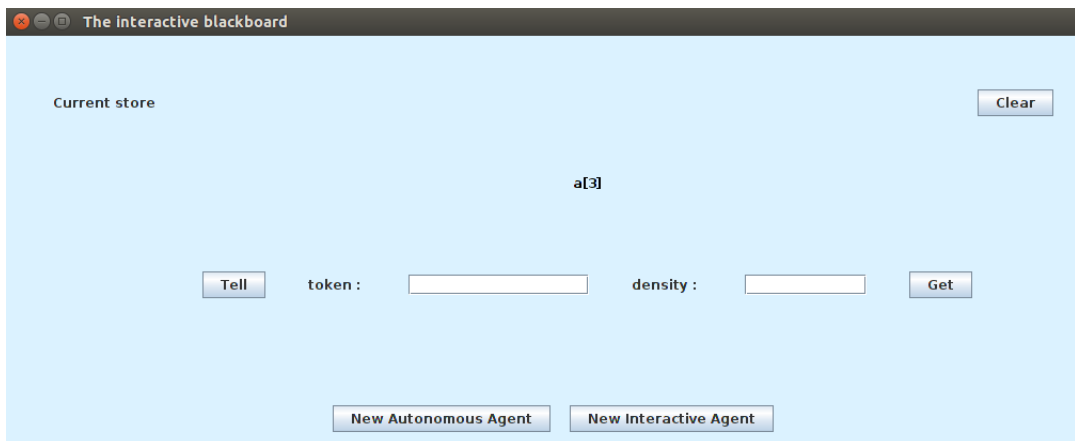 The interactive blackboard
Current store Clear
a[3]
Tell token : density : Get
New Autonomous Agent New Interactive Agent